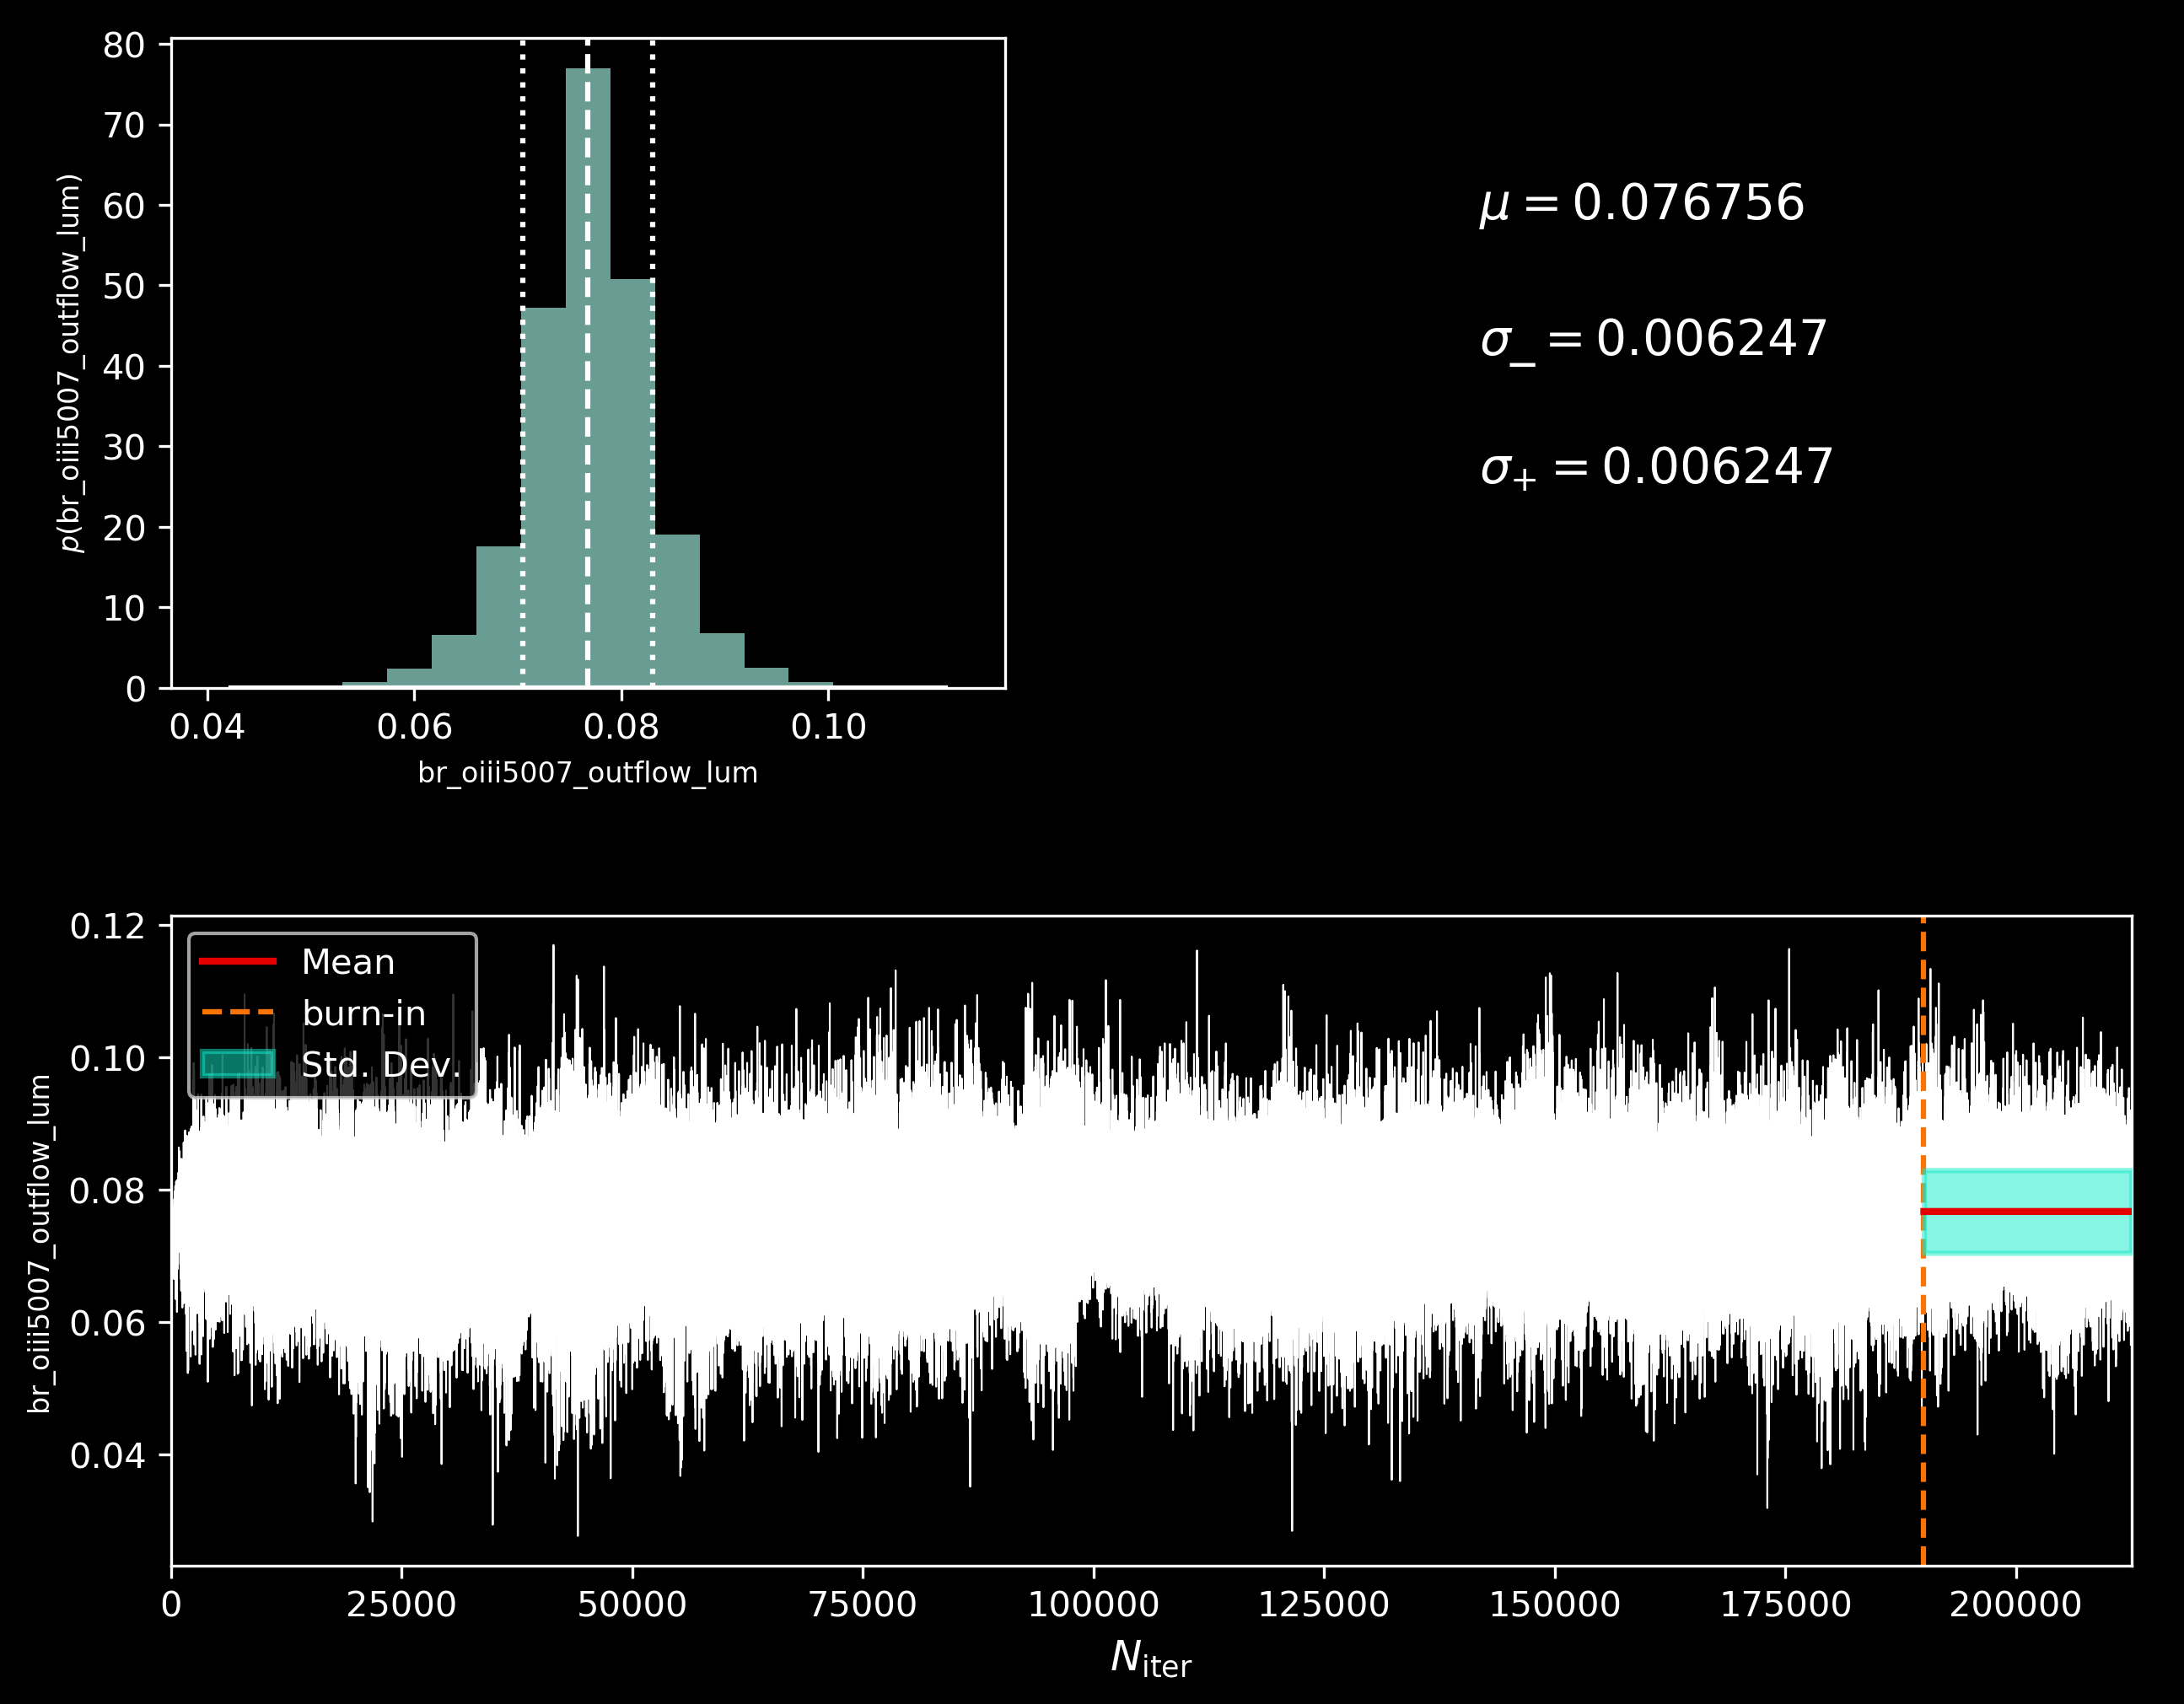 80
70
60
50
40
30
20
10
0
p(br_oiii5007_outflow_lum)
0.04 0.06 0.08 0.10
br_oiii5007_outflow_lum
μ = 0.076756
σ_− = 0.006247
σ_+ = 0.006247
0.12
0.10
0.08
0.06
0.04
br_oiii5007_outflow_lum
Mean
burn-in
Std. Dev.
0 25000 50000 75000 100000 125000 150000 175000 200000
N_iter